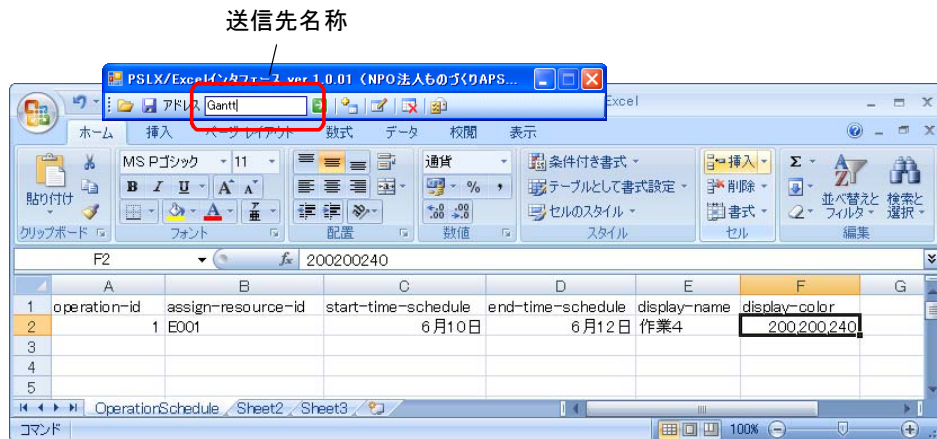 送信先名称
PSLX/Excelインタフェース ver 1.0.01 (NPO法人ものづくりAPS...
アドレス Gantt
Excel
ホーム 挿入 ページ レイアウト 数式 データ 校閲 表示
貼り付け
MS Pゴシック 11
B I U A A
A 亜
通貨
% ,
条件付き書式
テーブルとして書式設定
セルのスタイル
挿入
削除
書式
Σ
並べ替えと
フィルタ
検索と
選択
クリップボード フォント 配置 数値 スタイル セル 編集
F2 fx 200200240
A B C D E F G
1 operation-id assign-resource-id start-time-schedule end-time-schedule display-name display-color
2 1 E001 6月10日 6月12日 作業4 200,200,240
3
4
5
OperationSchedule Sheet2 Sheet3
コマンド 100%